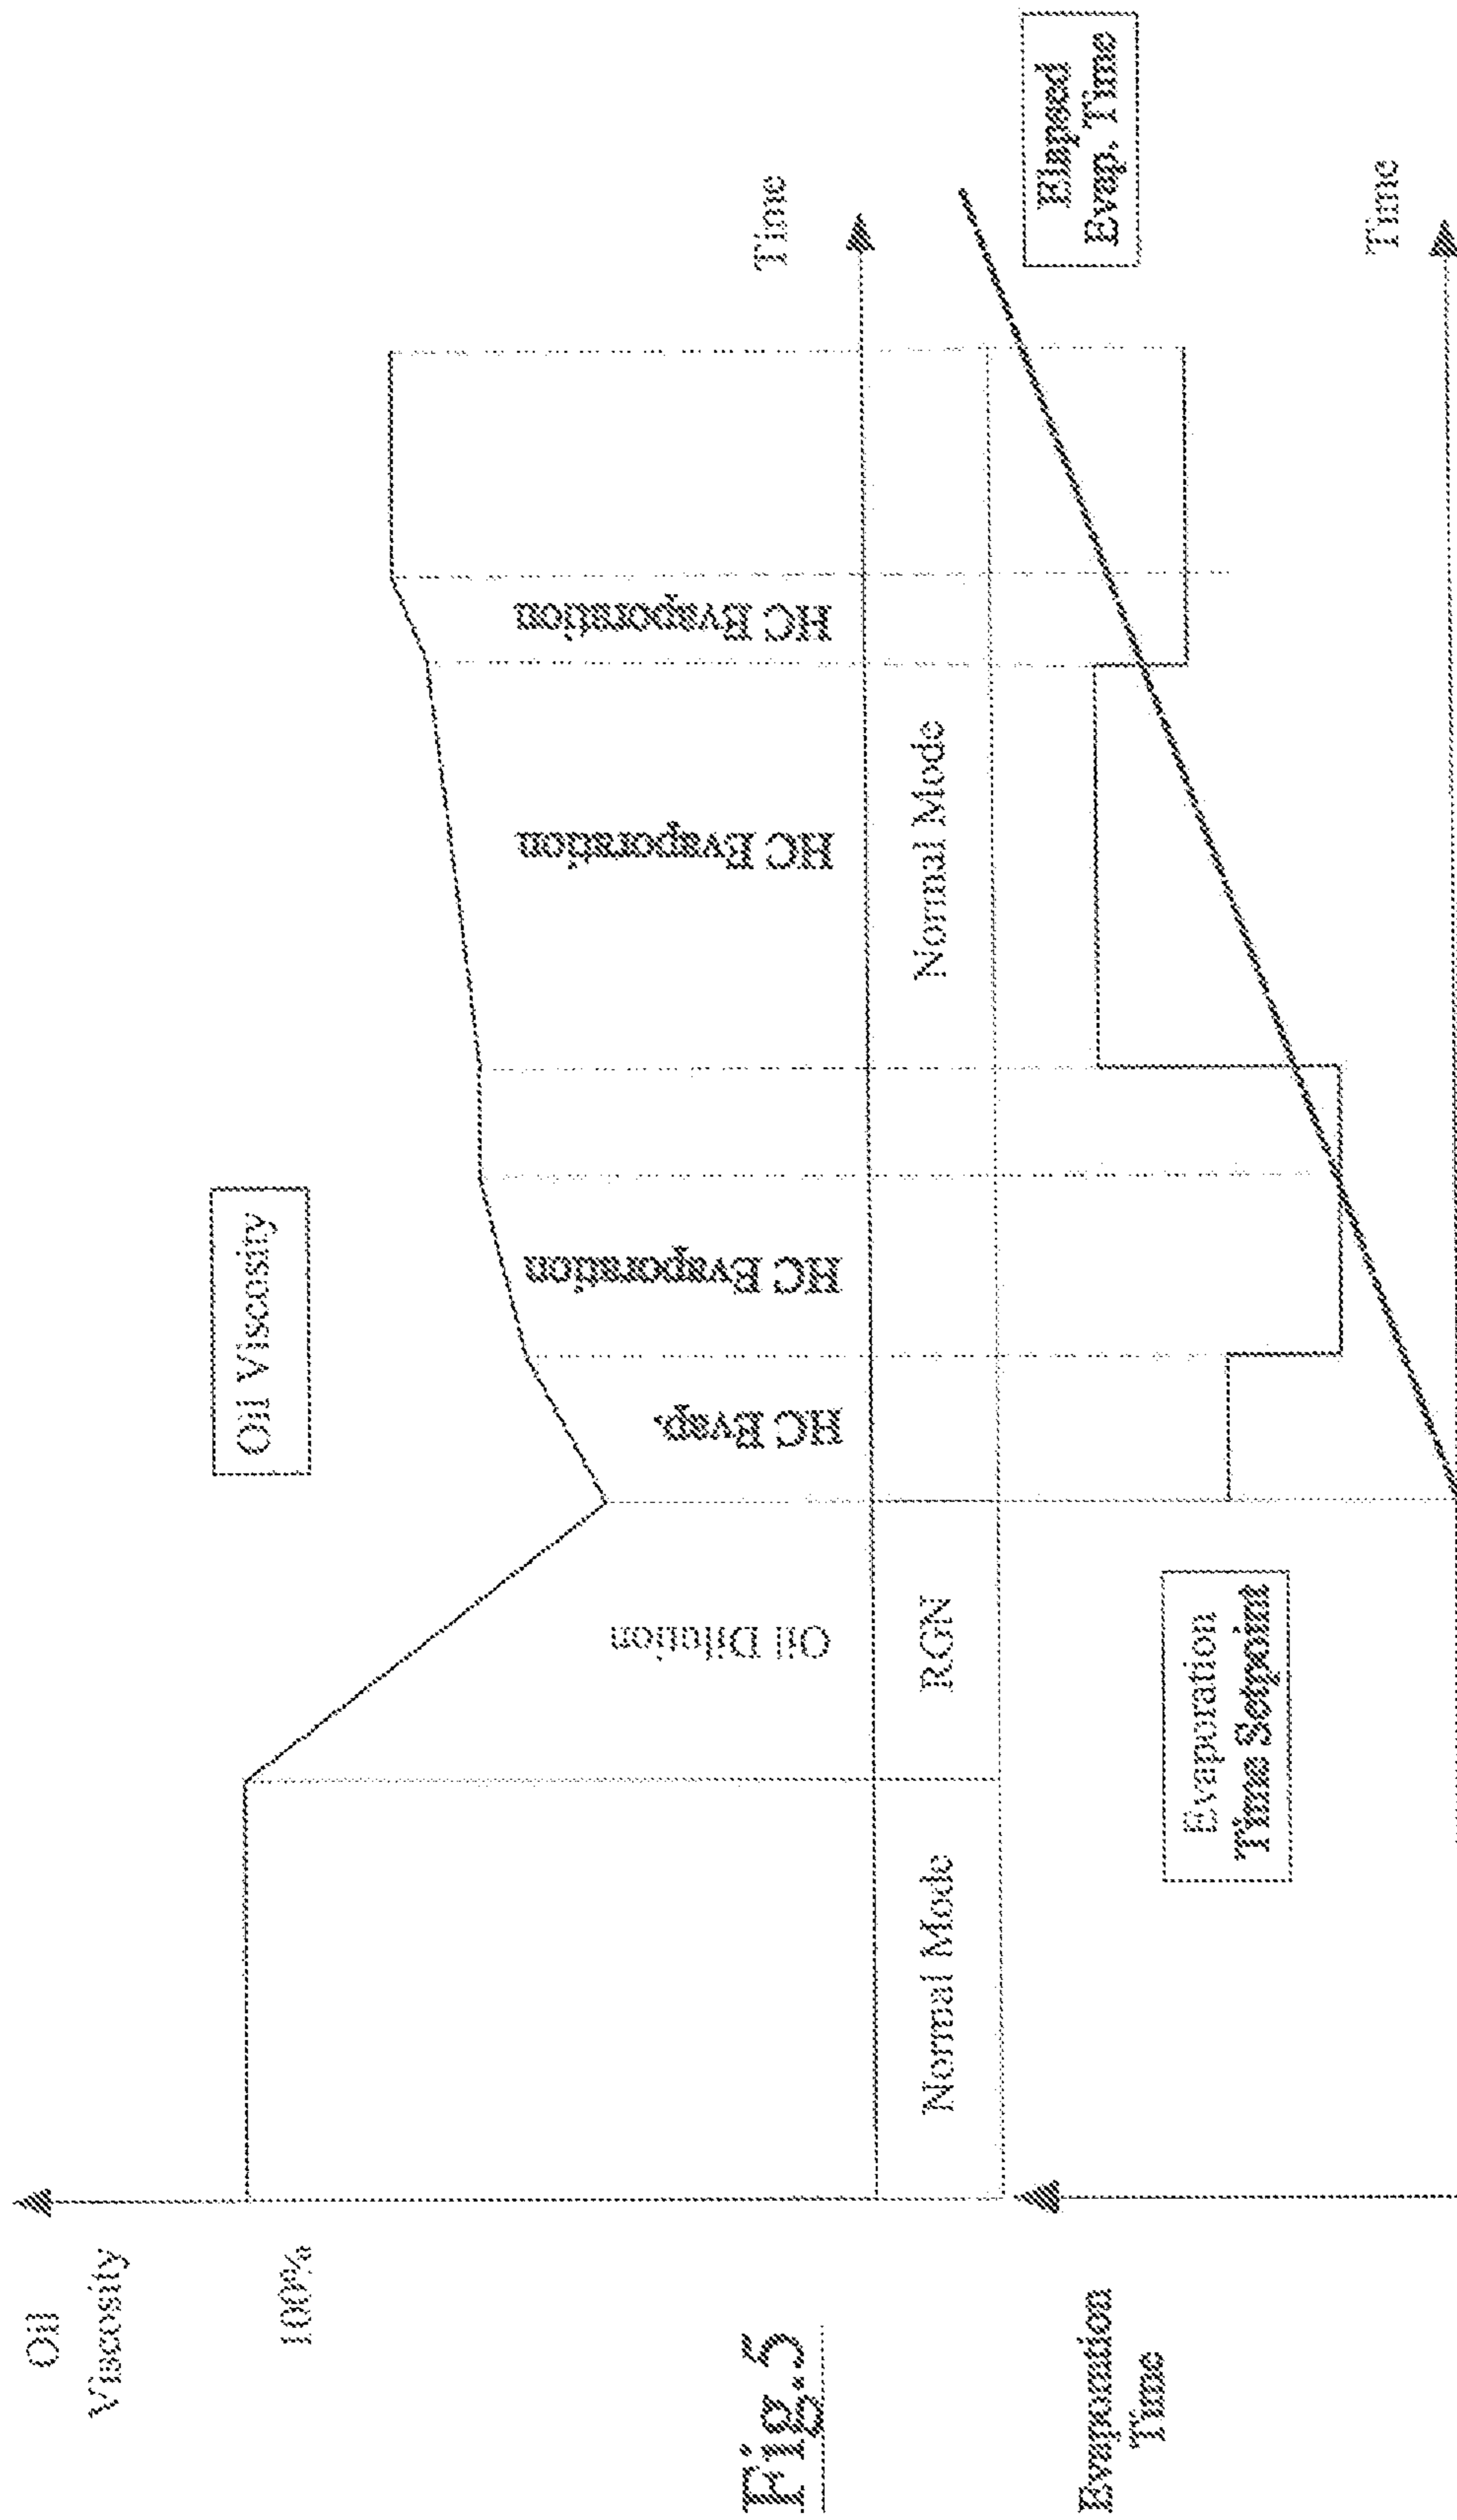 Oil
Viscosity
100%
Oil Viscosity
Oil Dilution
HC Evap.
HC Evaporation
HC Evaporation
HC Evaporation
Time
Normal Mode
RGN
Normal Mode
Fig.5
Evaporation
Time
Evaporation
Time Setpoint
Elapsed
Evap. Time
Time